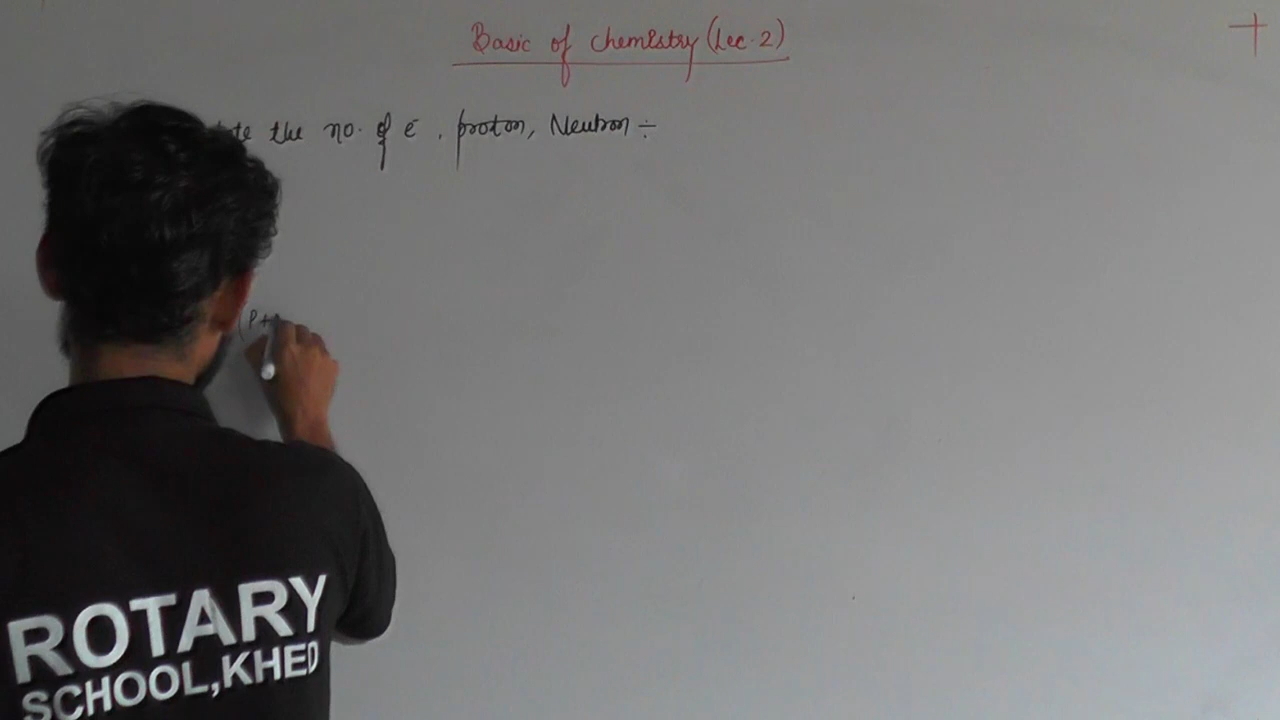 Basic of chemistry (Lec-2)
the no. of e⁻, proton, Neutron ÷
(P+
ROTARY
SCHOOL,KHED